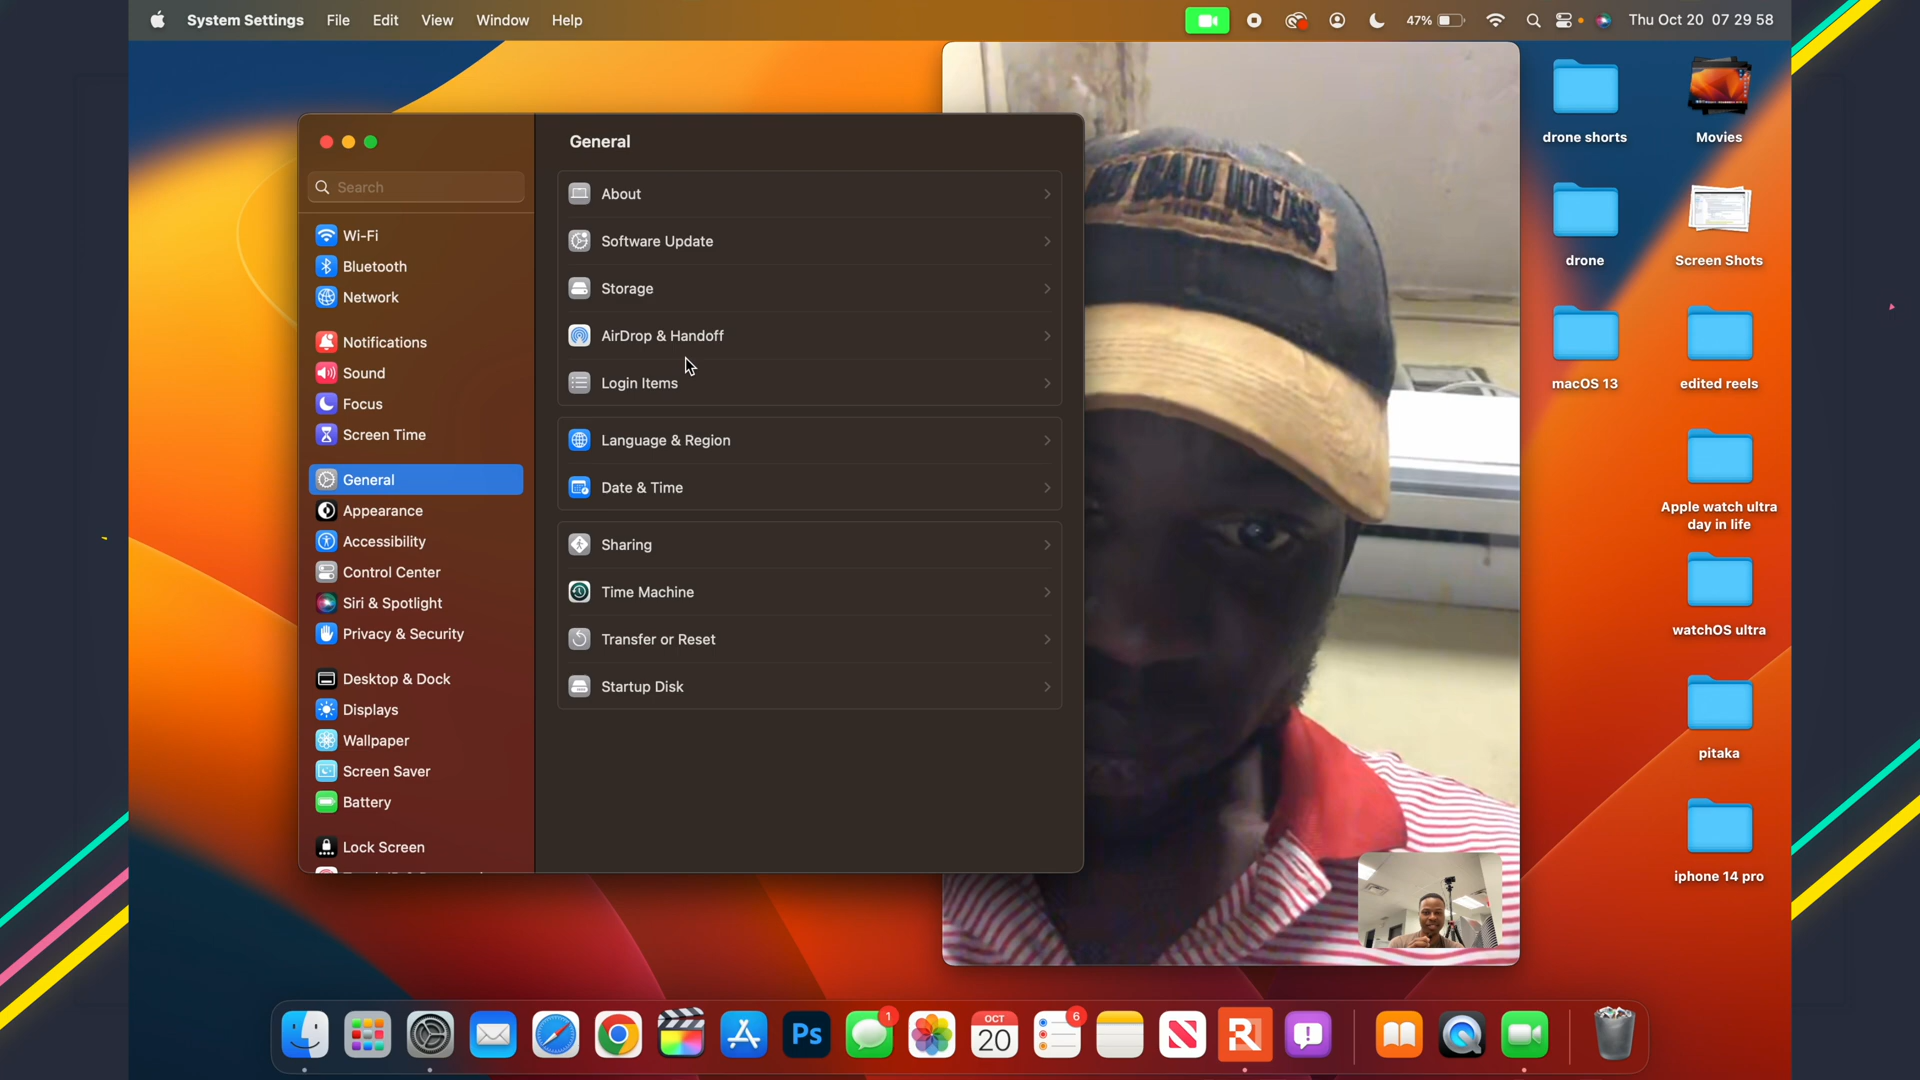 System Settings File Edit View Window Help
47%
Thu Oct 20 07 29 58
General
Search
Wi-Fi
Bluetooth
Network
Notifications
Sound
Focus
Screen Time
General
Appearance
Accessibility
Control Center
Siri & Spotlight
Privacy & Security
Desktop & Dock
Displays
Wallpaper
Screen Saver
Battery
Lock Screen
About
Software Update
Storage
AirDrop & Handoff
Login Items
Language & Region
Date & Time
Sharing
Time Machine
Transfer or Reset
Startup Disk
BAD IDEAS
THINK
drone shorts
Movies
drone
Screen Shots
macOS 13
edited reels
Apple watch ultra
day in life
watchOS ultra
pitaka
iphone 14 pro
Ps
1
OCT
20
6